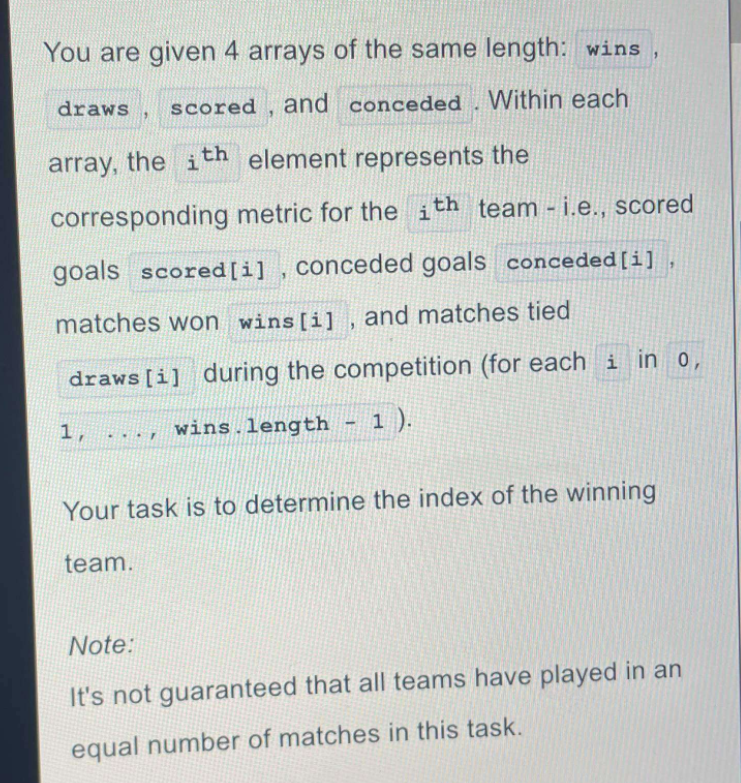 You are given 4 arrays of the same length: wins ,
draws , scored , and conceded . Within each
array, the ith element represents the
corresponding metric for the ith team - i.e., scored
goals scored[i] , conceded goals conceded[i] ,
matches won wins[i] , and matches tied
draws[i] during the competition (for each i in 0,
1, ..., wins.length - 1 ).
Your task is to determine the index of the winning
team.
Note:
It's not guaranteed that all teams have played in an
equal number of matches in this task.